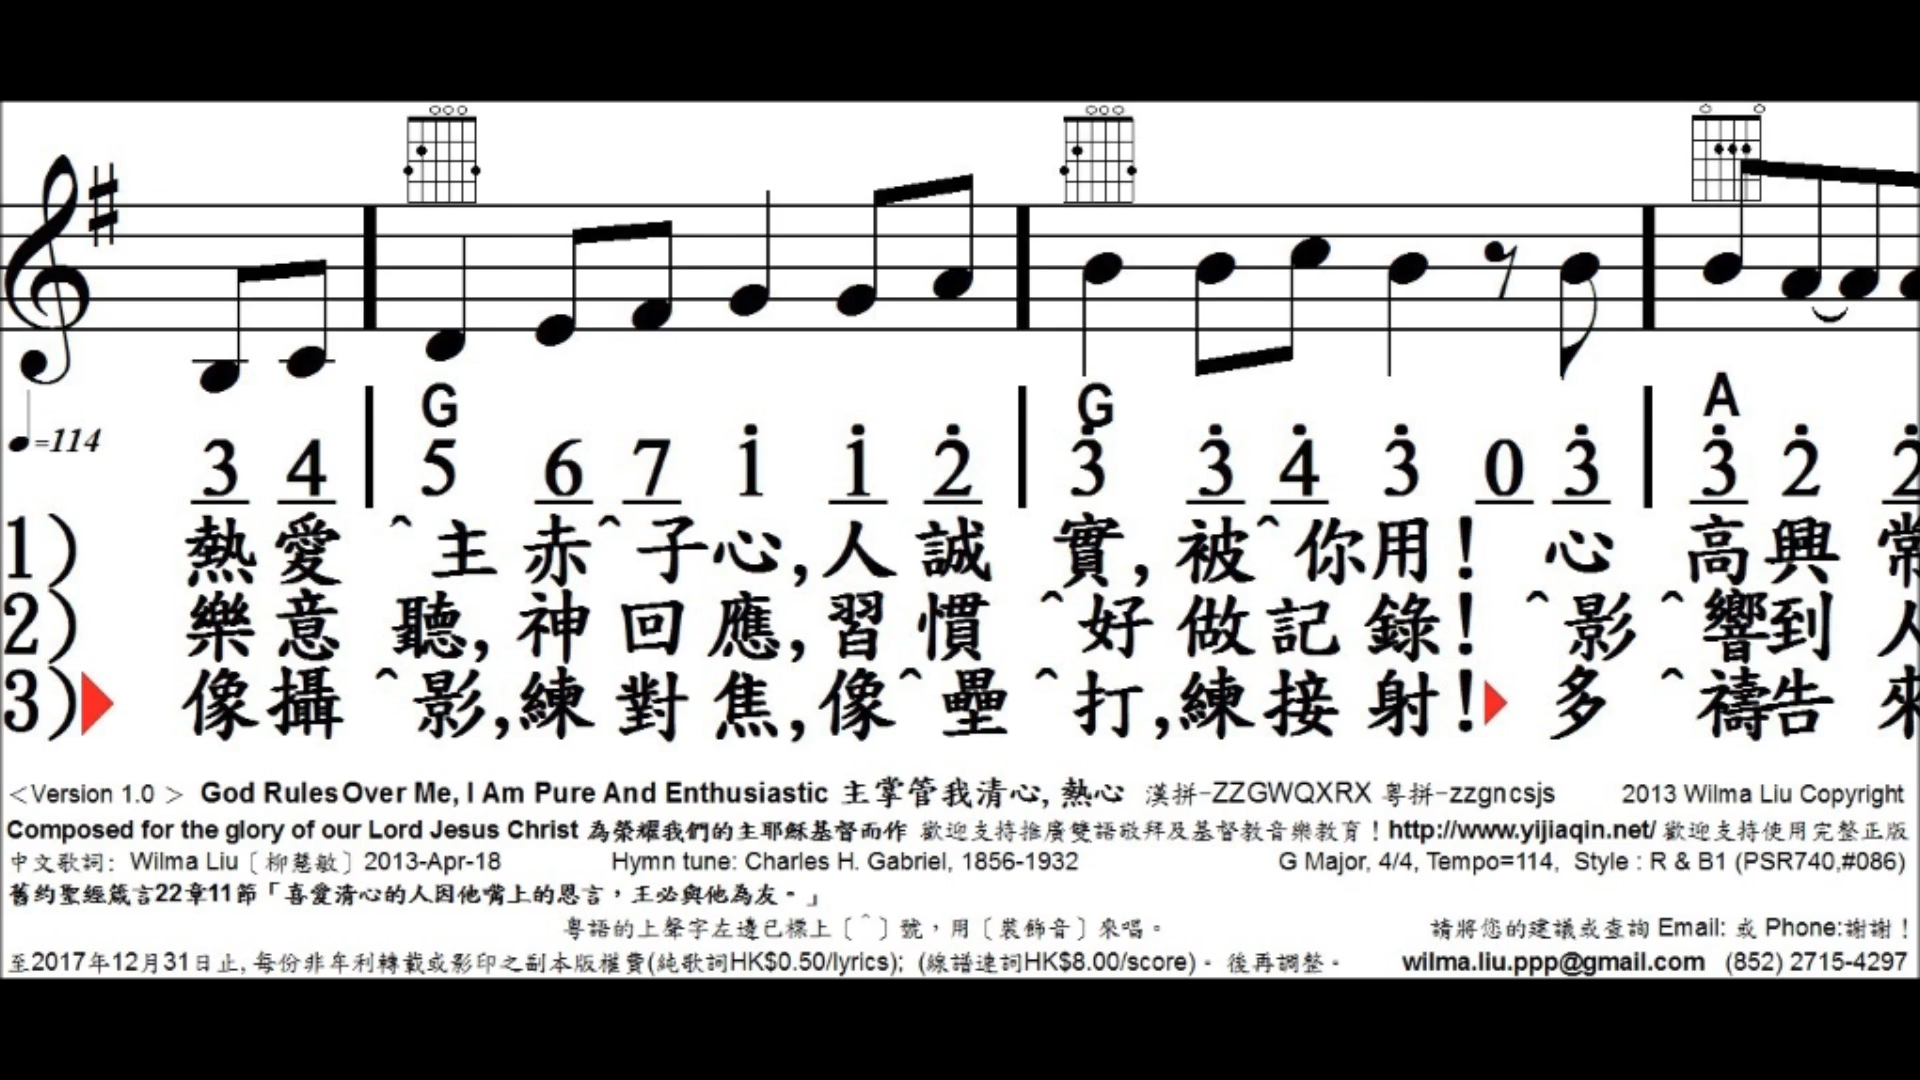 G G A
♩=114
3 4 | 5 6 7 1̇ 1̇ 2̇ | 3̇ 3̇ 4̇ 3̇ 0 3̇ | 3̇ 2̇ 2̇
1) 熱愛^主赤^子心,人誠實,被^你用!心高興常
2) 樂意聽,神回應,習慣^好做記錄!^影^響到人
3) 像攝^影,練對焦,像^壘^打,練接射!多^禱告來
<Version 1.0 > God Rules Over Me, I Am Pure And Enthusiastic 主掌管我清心, 熱心 漢拼-ZZGWQXRX 粵拼-zzgncsjs 2013 Wilma Liu Copyright
Composed for the glory of our Lord Jesus Christ 為榮耀我們的主耶穌基督而作 歡迎支持推廣雙語敬拜及基督教音樂教育！http://www.yijiaqin.net/ 歡迎支持使用完整正版
中文歌詞: Wilma Liu〔柳慧敏〕2013-Apr-18 Hymn tune: Charles H. Gabriel, 1856-1932 G Major, 4/4, Tempo=114, Style : R & B1 (PSR740,#086)
舊約聖經箴言22章11節「喜愛清心的人因他嘴上的恩言，王必與他為友。」
粵語的上聲字左邊已標上〔^〕號，用〔裝飾音〕來唱。 請將您的建議或查詢 Email: 或 Phone:謝謝！
至2017年12月31日止, 每份非牟利轉載或影印之副本版權費(純歌詞HK$0.50/lyrics); (線譜連詞HK$8.00/score)。後再調整。 wilma.liu.ppp@gmail.com (852) 2715-4297